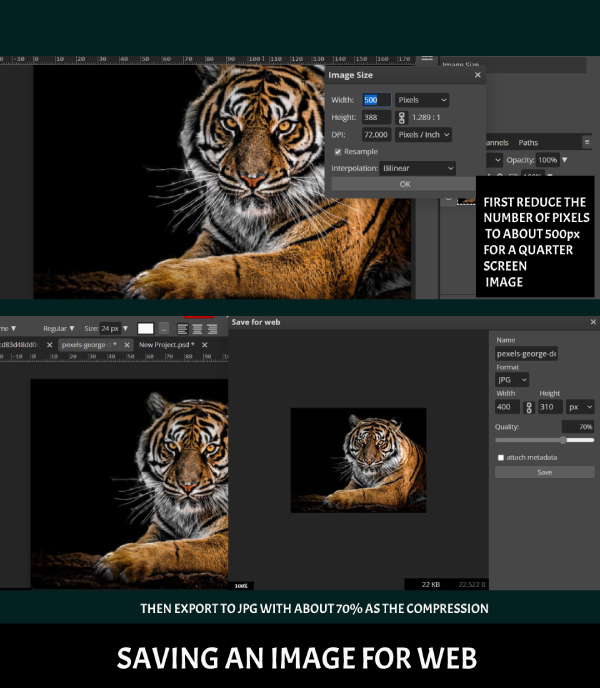 -10 0 10 20 30 40 50 60 70 80 90 100 110 120 130 140 150 160 170
Image Size
Image Size
Width: 500 Pixels
Height: 388 1.289 : 1
DPI: 72.000 Pixels / Inch
Resample
Interpolation: Bilinear
OK
annels Paths
Opacity: 100%
FIRST REDUCE THE
NUMBER OF PIXELS
TO ABOUT 500px
FOR A QUARTER
SCREEN
IMAGE
me Regular Size: 24 px ...
cd83d48dd0 pexels-george-d * New Project.psd *
-10 0 10 20 30 40 50 60 70 80 90
Save for web
Name
pexels-george-de
Format
JPG
Width Height
400 310 px
Quality: 70%
attach metadata
Save
100%
22 KB 22,522 B
THEN EXPORT TO JPG WITH ABOUT 70% AS THE COMPRESSION
SAVING AN IMAGE FOR WEB